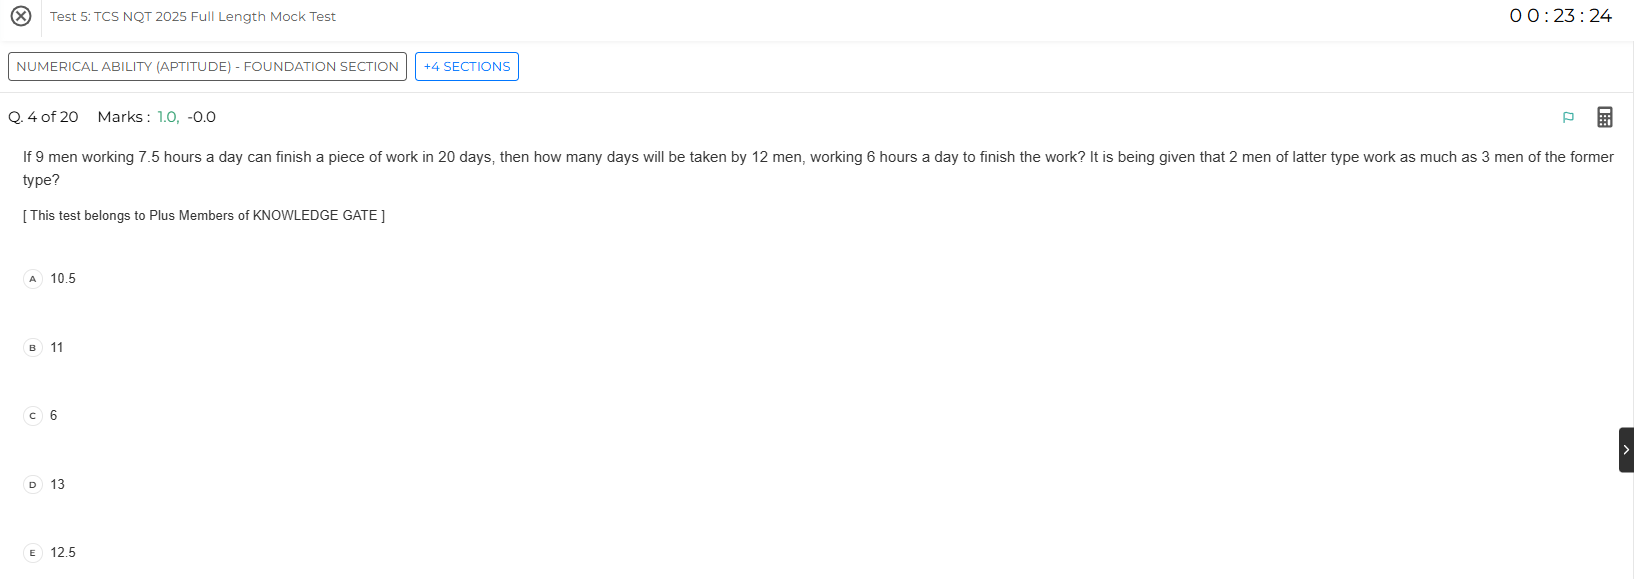 Test 5: TCS NQT 2025 Full Length Mock Test
0 0 : 23 : 24
NUMERICAL ABILITY (APTITUDE) - FOUNDATION SECTION
+4 SECTIONS
Q. 4 of 20 Marks : 1.0, -0.0
If 9 men working 7.5 hours a day can finish a piece of work in 20 days, then how many days will be taken by 12 men, working 6 hours a day to finish the work? It is being given that 2 men of latter type work as much as 3 men of the former
type?
[ This test belongs to Plus Members of KNOWLEDGE GATE ]
A 10.5
B 11
C 6
D 13
E 12.5